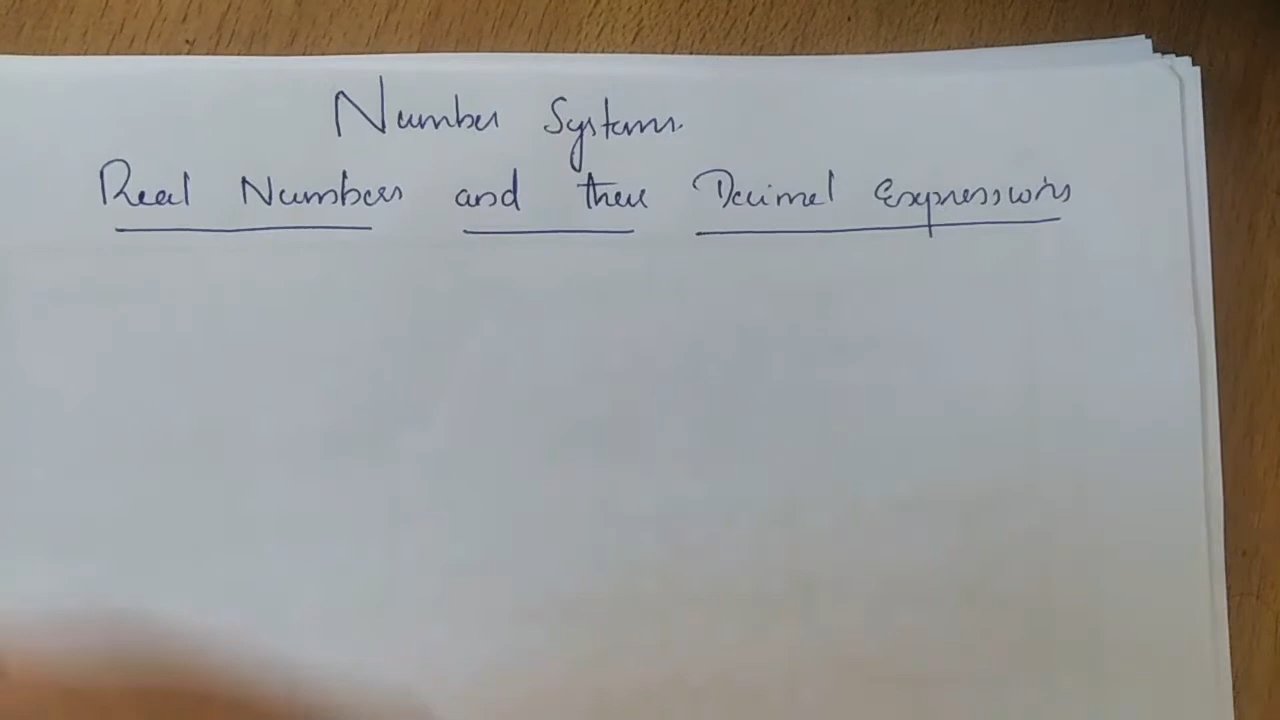 Number Systems.
Real Numbers and their Decimal Expressions